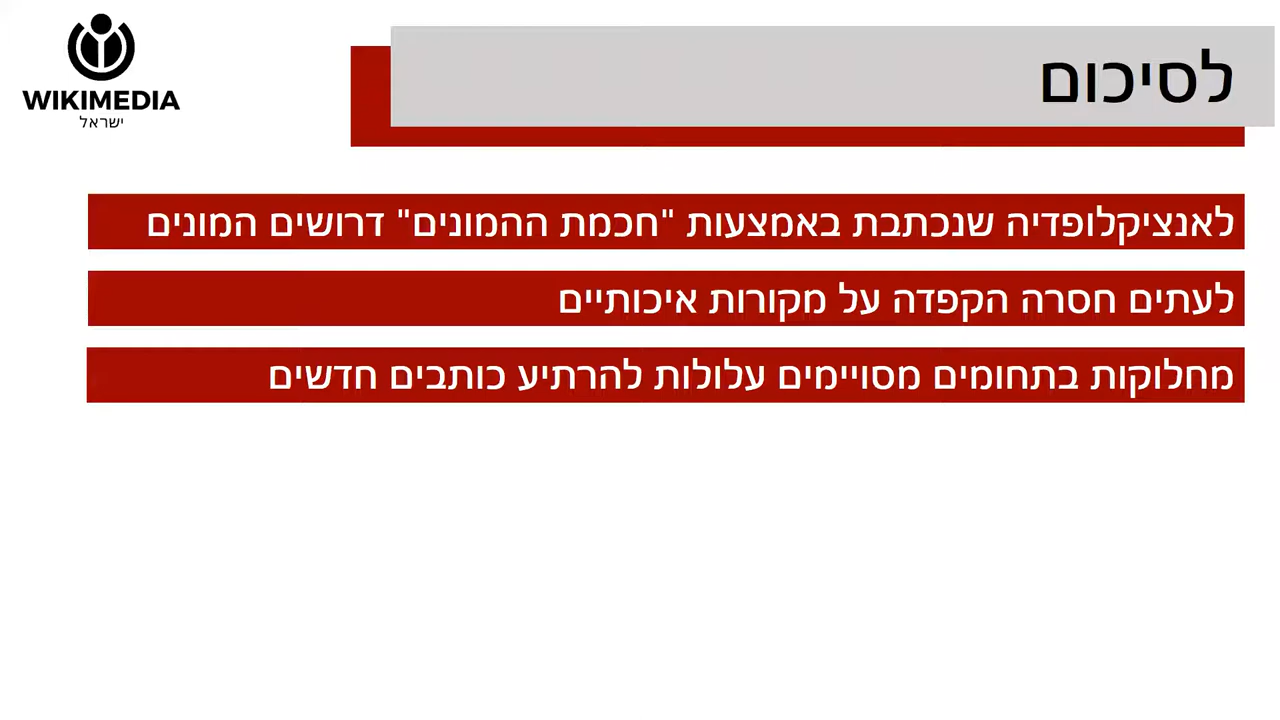 WIKIMEDIA
ישראל
לסיכום
לאנציקלופדיה שנכתבת באמצעות "חכמת ההמונים" דרושים המונים
לעתים חסרה הקפדה על מקורות איכותיים
מחלוקות בתחומים מסויימים עלולות להרתיע כותבים חדשים